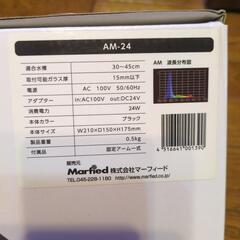 AM-24
適合水槽 30〜45cm
取付可能ガラス厚 15mm以下
電源 AC 100V 50/60Hz
アダプター In:AC100V out:DC24V
消費電力 24W
本体カラー ブラック
本体サイズ W210×D150×H175mm
製品重量 0.5kg
付属品 固定アーム一式
AM 波長分布図
4 516641 001390
販売元
Marfied 株式会社マーフィード
TEL.045-228-1180 marfied.co.jp